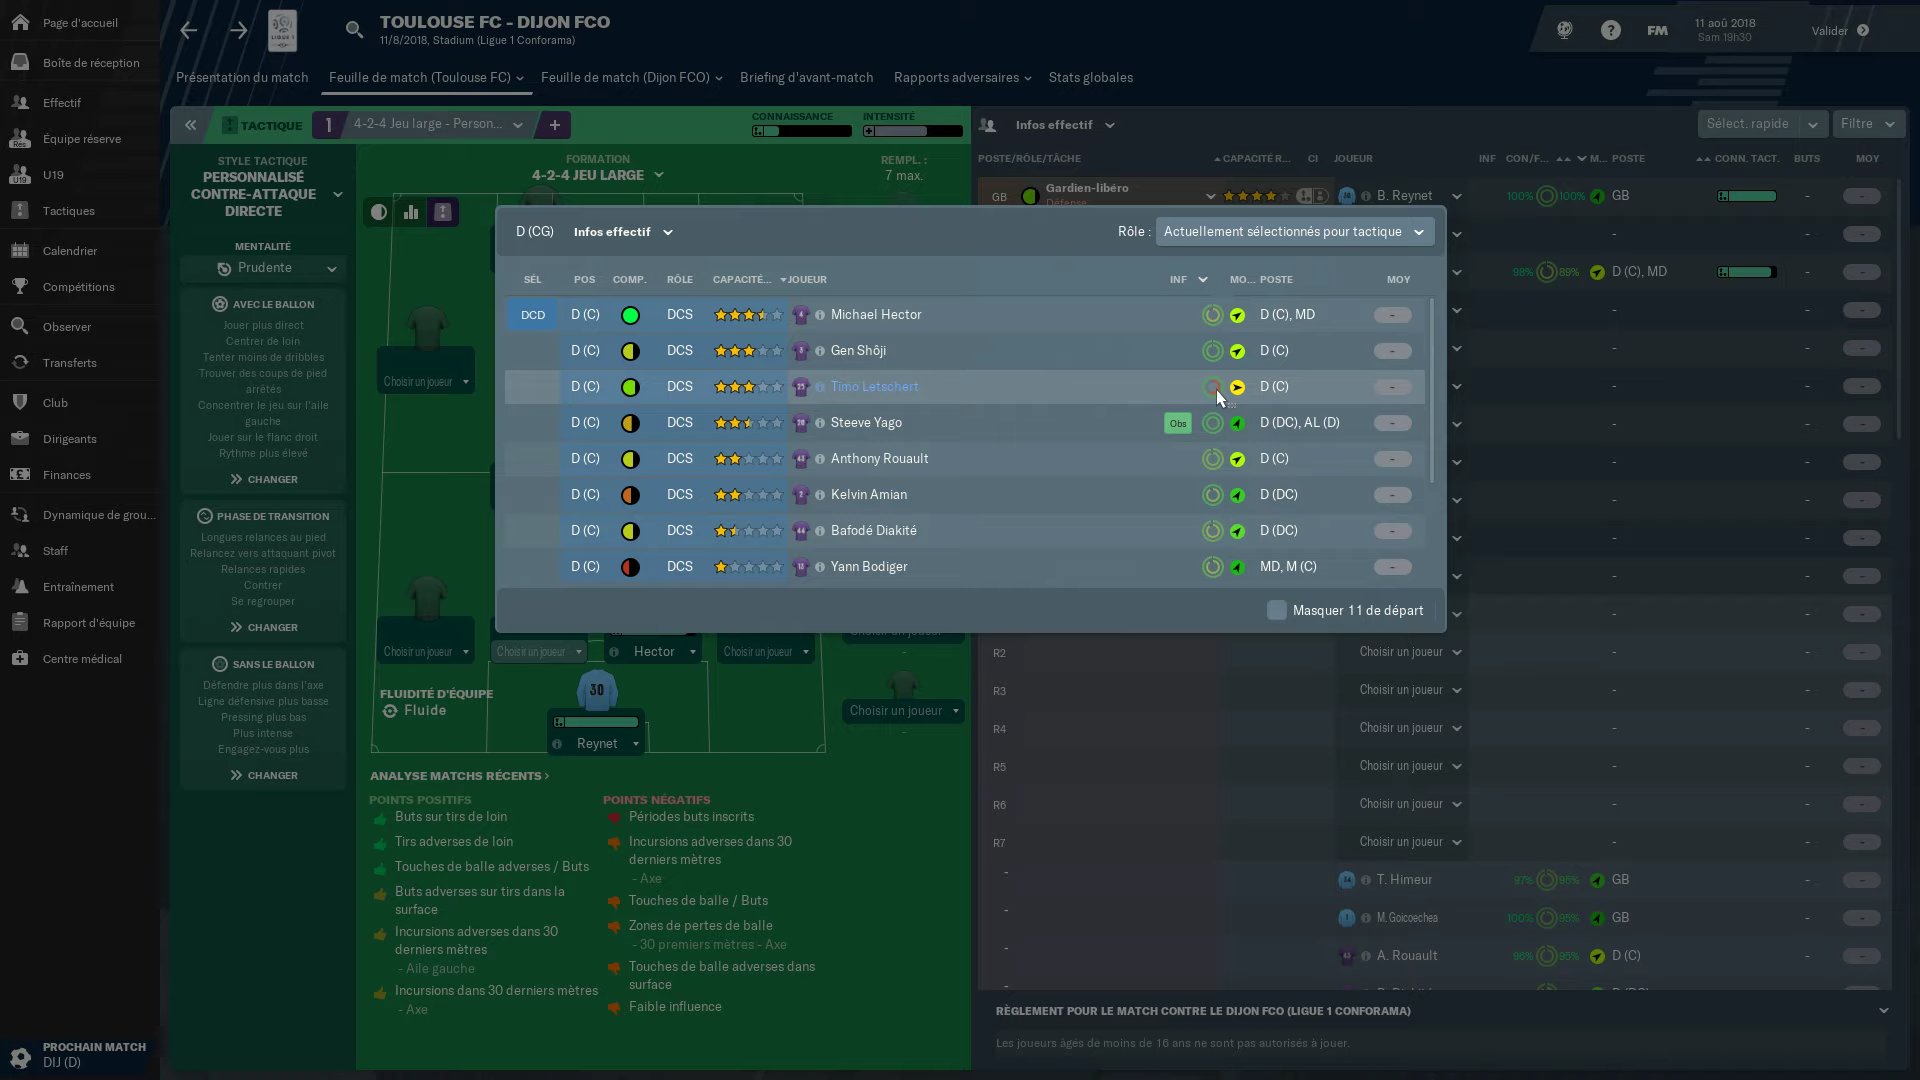 Page d'accueil
Boîte de réception
Effectif
Équipe réserve
U19
Tactiques
Calendrier
Compétitions
Observer
Transferts
Club
Dirigeants
Finances
Dynamique de grou...
Staff
Entraînement
Rapport d'équipe
Centre médical
PROCHAIN MATCH
DIJ (D)
TOULOUSE FC - DIJON FCO
11/8/2018, Stadium (Ligue 1 Conforama)
FM
11 aoû 2018
Sam 19h30
Valider
Présentation du match
Feuille de match (Toulouse FC)
Feuille de match (Dijon FCO)
Briefing d'avant-match
Rapports adversaires
Stats globales
TACTIQUE
1
4-2-4 Jeu large - Person...
CONNAISSANCE
INTENSITÉ
STYLE TACTIQUE
PERSONNALISÉ
CONTRE-ATTAQUE
DIRECTE
MENTALITÉ
Prudente
AVEC LE BALLON
Jouer plus direct
Centrer de loin
Tenter moins de dribbles
Trouver des coups de pied
arrêtés
Concentrer le jeu sur l'aile
gauche
Jouer sur le flanc droit
Rythme plus élevé
CHANGER
PHASE DE TRANSITION
Longues relances au pied
Relancez vers attaquant pivot
Relances rapides
Contrer
Se regrouper
CHANGER
SANS LE BALLON
Défendre plus dans l'axe
Ligne défensive plus basse
Pressing plus bas
Plus intense
Engagez-vous plus
CHANGER
FORMATION
4-2-4 JEU LARGE
REMPL. :
7 max.
Choisir un joueur
D (CG)
Infos effectif
Rôle :
Actuellement sélectionnés pour tactique
SÉL POS COMP. RÔLE CAPACITÉ... JOUEUR INF MO... POSTE MOY
DCD D (C) DCS Michael Hector D (C), MD -
D (C) DCS Gen Shôji D (C) -
D (C) DCS Timo Letschert D (C) -
D (C) DCS Steeve Yago Obs D (DC), AL (D) -
D (C) DCS Anthony Rouault D (C) -
D (C) DCS Kelvin Amian D (DC) -
D (C) DCS Bafodé Diakité D (DC) -
D (C) DCS Yann Bodiger MD, M (C) -
Masquer 11 de départ
Choisir un joueur
Choisir un joueur
Hector
Choisir un joueur
Choisir un joueur
FLUIDITÉ D'ÉQUIPE
Fluide
30
Reynet
Choisir un joueur
ANALYSE MATCHS RÉCENTS
POINTS POSITIFS
Buts sur tirs de loin
Tirs adverses de loin
Touches de balle adverses / Buts
Buts adverses sur tirs dans la
surface
Incursions adverses dans 30
derniers mètres
- Aile gauche
Incursions dans 30 derniers mètres
- Axe
POINTS NÉGATIFS
Périodes buts inscrits
Incursions adverses dans 30
derniers mètres
- Axe
Touches de balle / Buts
Zones de pertes de balle
- 30 premiers mètres - Axe
Touches de balle adverses dans
surface
Faible influence
Infos effectif
Sélect. rapide
Filtre
POSTE/RÔLE/TÂCHE CAPACITÉ R... CI JOUEUR INF CON/F... M... POSTE CONN. TACT. BUTS MOY
GB Gardien-libéro B. Reynet 100% 100% GB - -
Défense
98% 89% D (C), MD - -
R2 Choisir un joueur - - -
R3 Choisir un joueur - - -
R4 Choisir un joueur - - -
R5 Choisir un joueur - - -
R6 Choisir un joueur - - -
R7 Choisir un joueur - - -
- T. Himeur 97% 95% GB - -
- M. Goicoechea 100% 95% GB - -
- A. Rouault 96% 95% D (C) - -
RÈGLEMENT POUR LE MATCH CONTRE LE DIJON FCO (LIGUE 1 CONFORAMA)
Les joueurs âgés de moins de 16 ans ne sont pas autorisés à jouer.